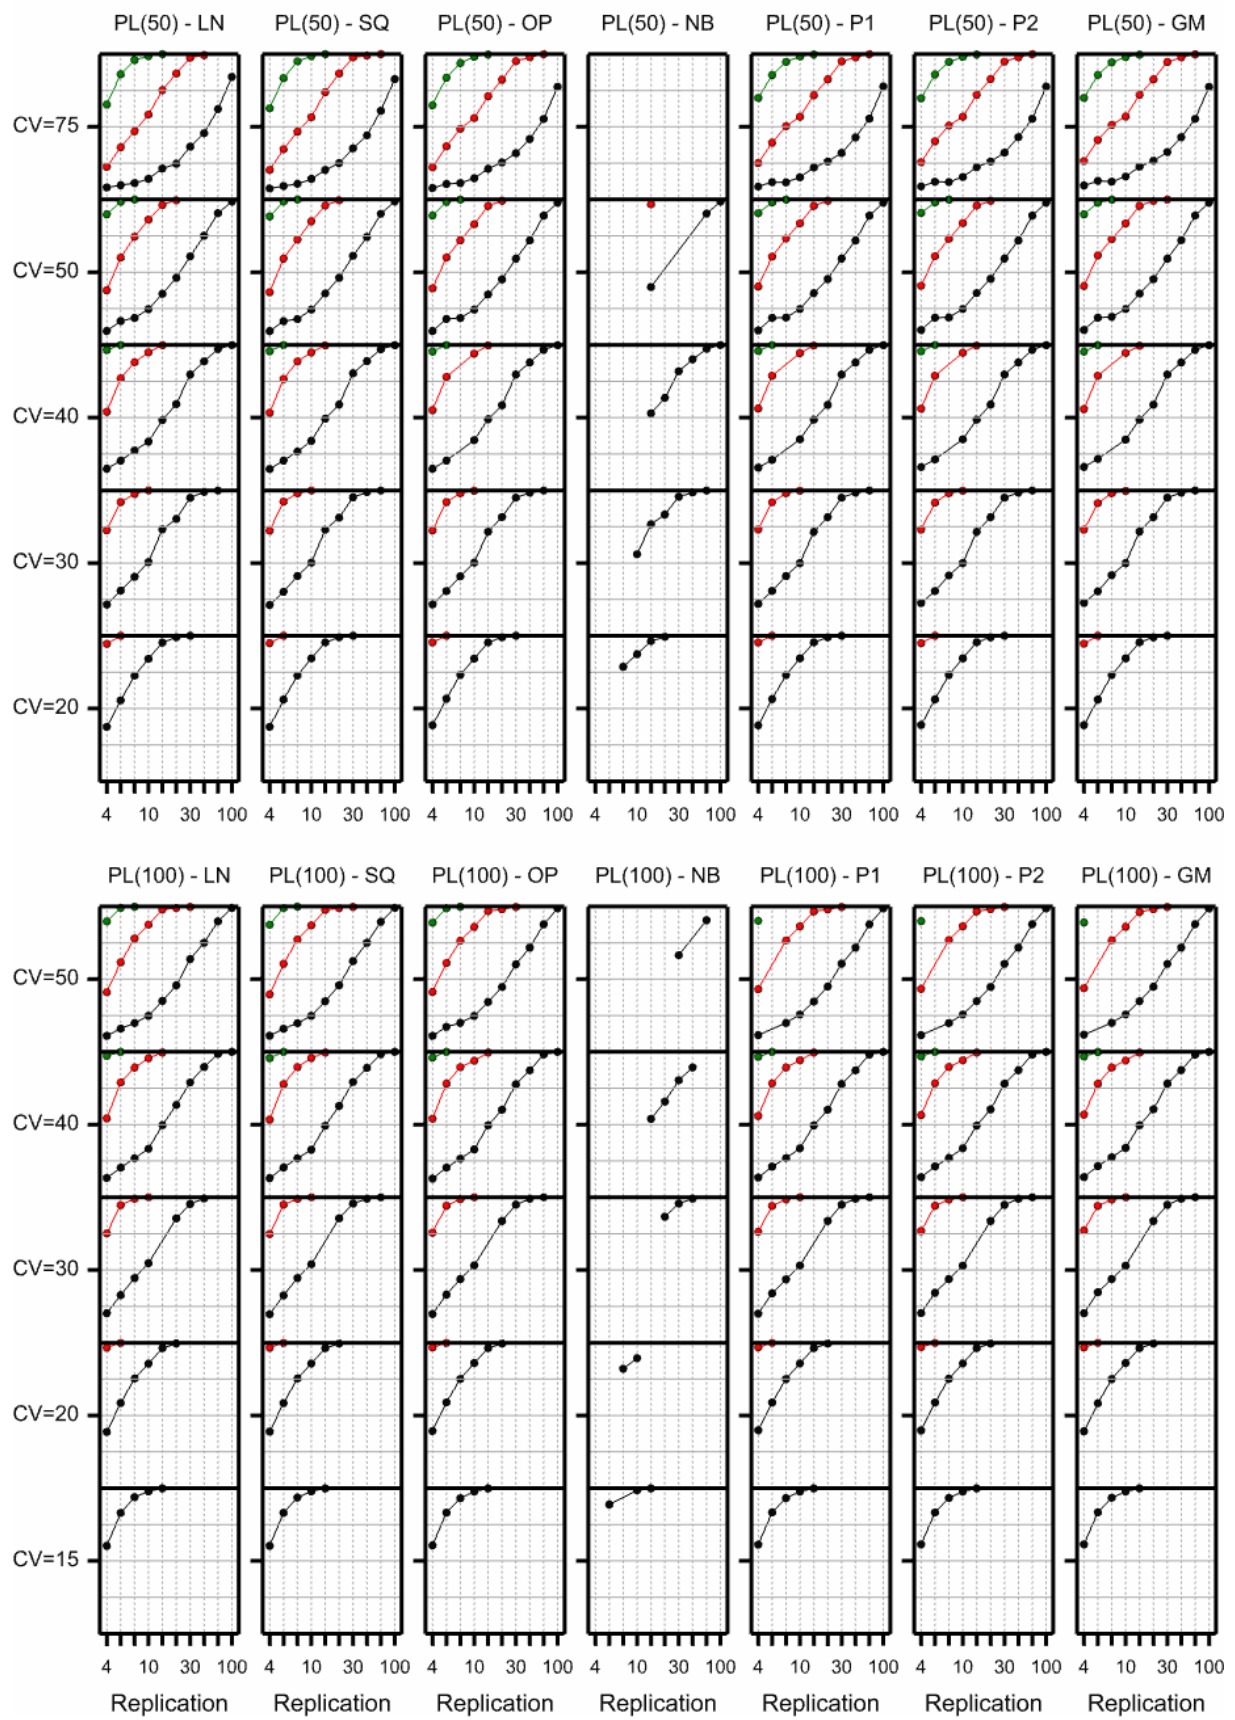 PL(50) - LN PL(50) - SQ PL(50) - OP PL(50) - NB PL(50) - P1 PL(50) - P2 PL(50) - GM
CV=75
CV=50
CV=40
CV=30
CV=20
4 10 30 100 4 10 30 100 4 10 30 100 4 10 30 100 4 10 30 100 4 10 30 100 4 10 30 100
PL(100) - LN PL(100) - SQ PL(100) - OP PL(100) - NB PL(100) - P1 PL(100) - P2 PL(100) - GM
CV=50
CV=40
CV=30
CV=20
CV=15
4 10 30 100 4 10 30 100 4 10 30 100 4 10 30 100 4 10 30 100 4 10 30 100 4 10 30 100
Replication Replication Replication Replication Replication Replication Replication